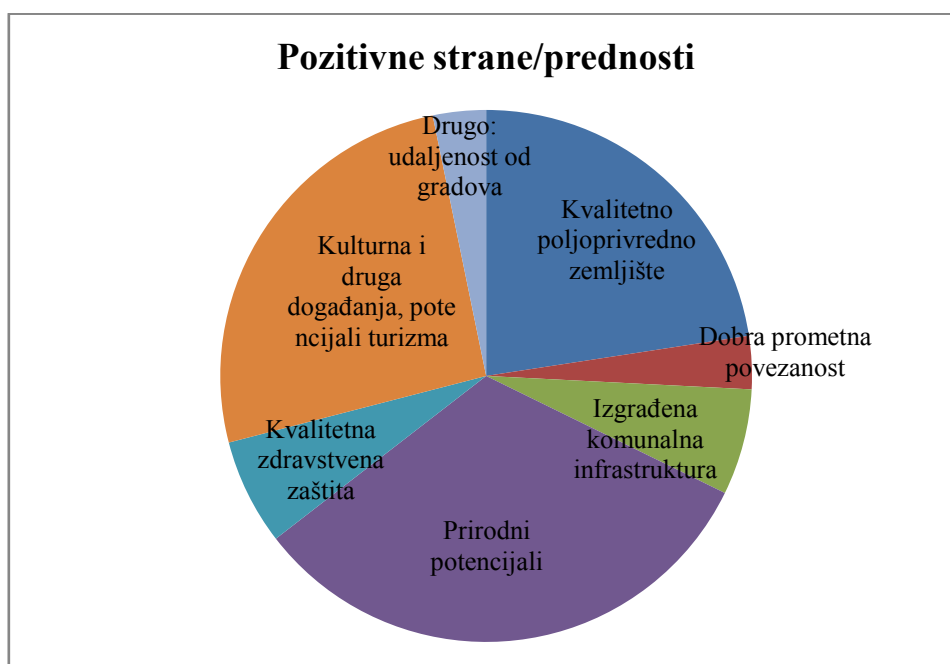 Pozitivne strane/prednosti
Drugo:
udaljenost od
gradova
Kvalitetno
poljoprivredno
zemljište
Dobra prometna
povezanost
Izgrađena
komunalna
infrastruktura
Prirodni
potencijali
Kvalitetna
zdravstvena
zaštita
Kulturna i
druga
događanja, pote
ncijali turizma